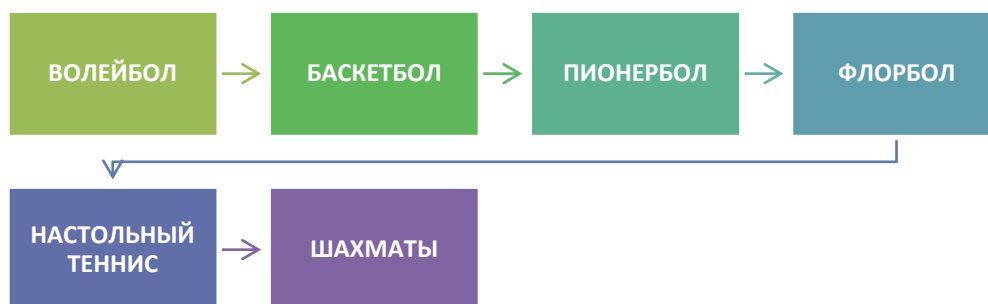 ВОЛЕЙБОЛ
БАСКЕТБОЛ
ПИОНЕРБОЛ
ФЛОРБОЛ
НАСТОЛЬНЫЙ
ТЕННИС
ШАХМАТЫ